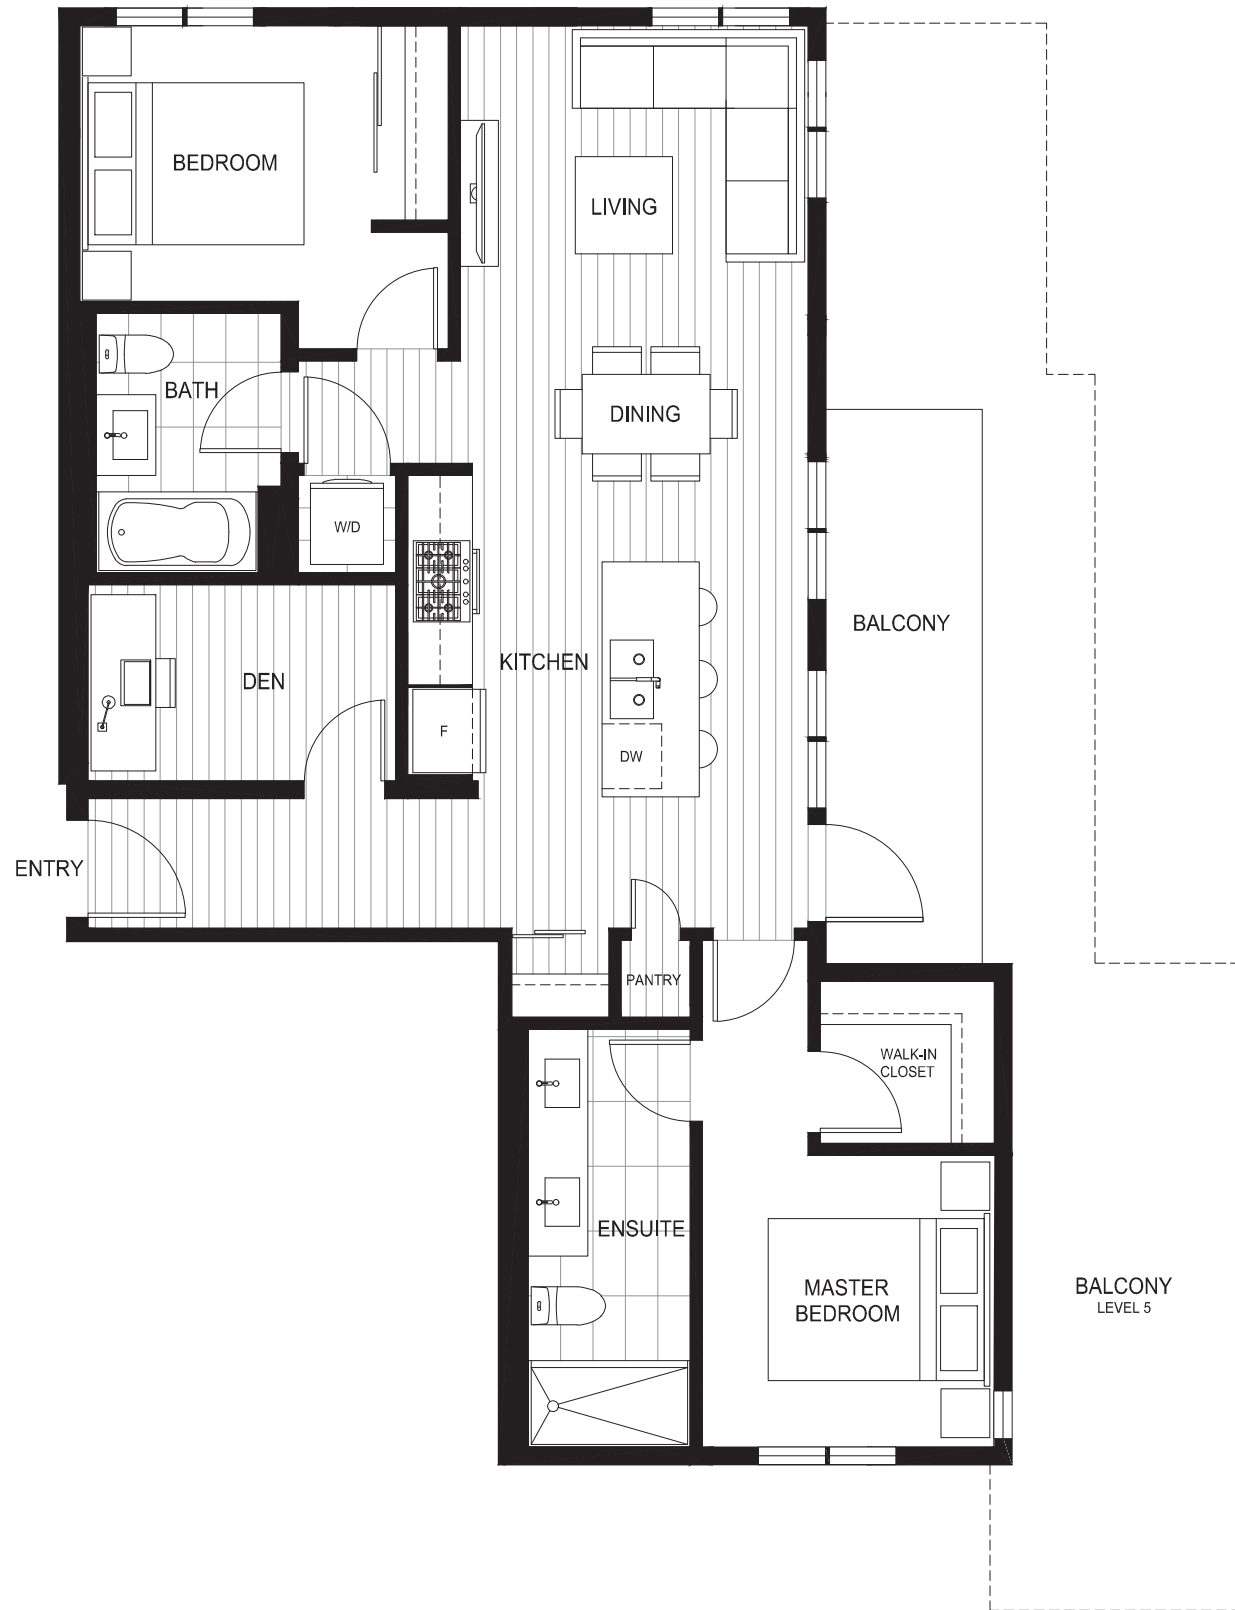 BEDROOM
LIVING
BATH
DINING
W/D
BALCONY
KITCHEN
DEN
F
DW
ENTRY
PANTRY
WALK-IN
CLOSET
ENSUITE
MASTER
BEDROOM
BALCONY
LEVEL 5